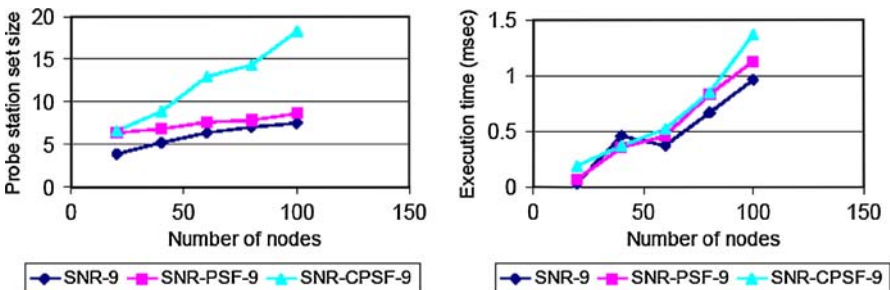 Probe station set size
20
15
10
5
0
0 50 100 150
Number of nodes
SNR-9 SNR-PSF-9 SNR-CPSF-9
Execution time (msec)
1.5
1
0.5
0
0 50 100 150
Number of nodes
SNR-9 SNR-PSF-9 SNR-CPSF-9